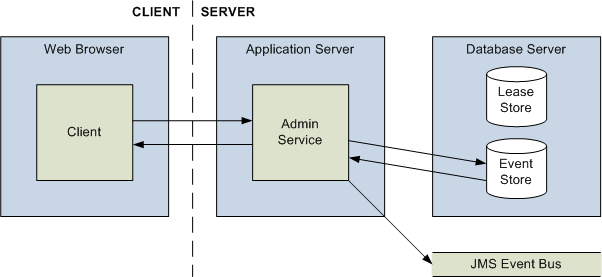 CLIENT
SERVER
Web Browser
Application Server
Database Server
Client
Admin
Service
Lease
Store
Event
Store
JMS Event Bus